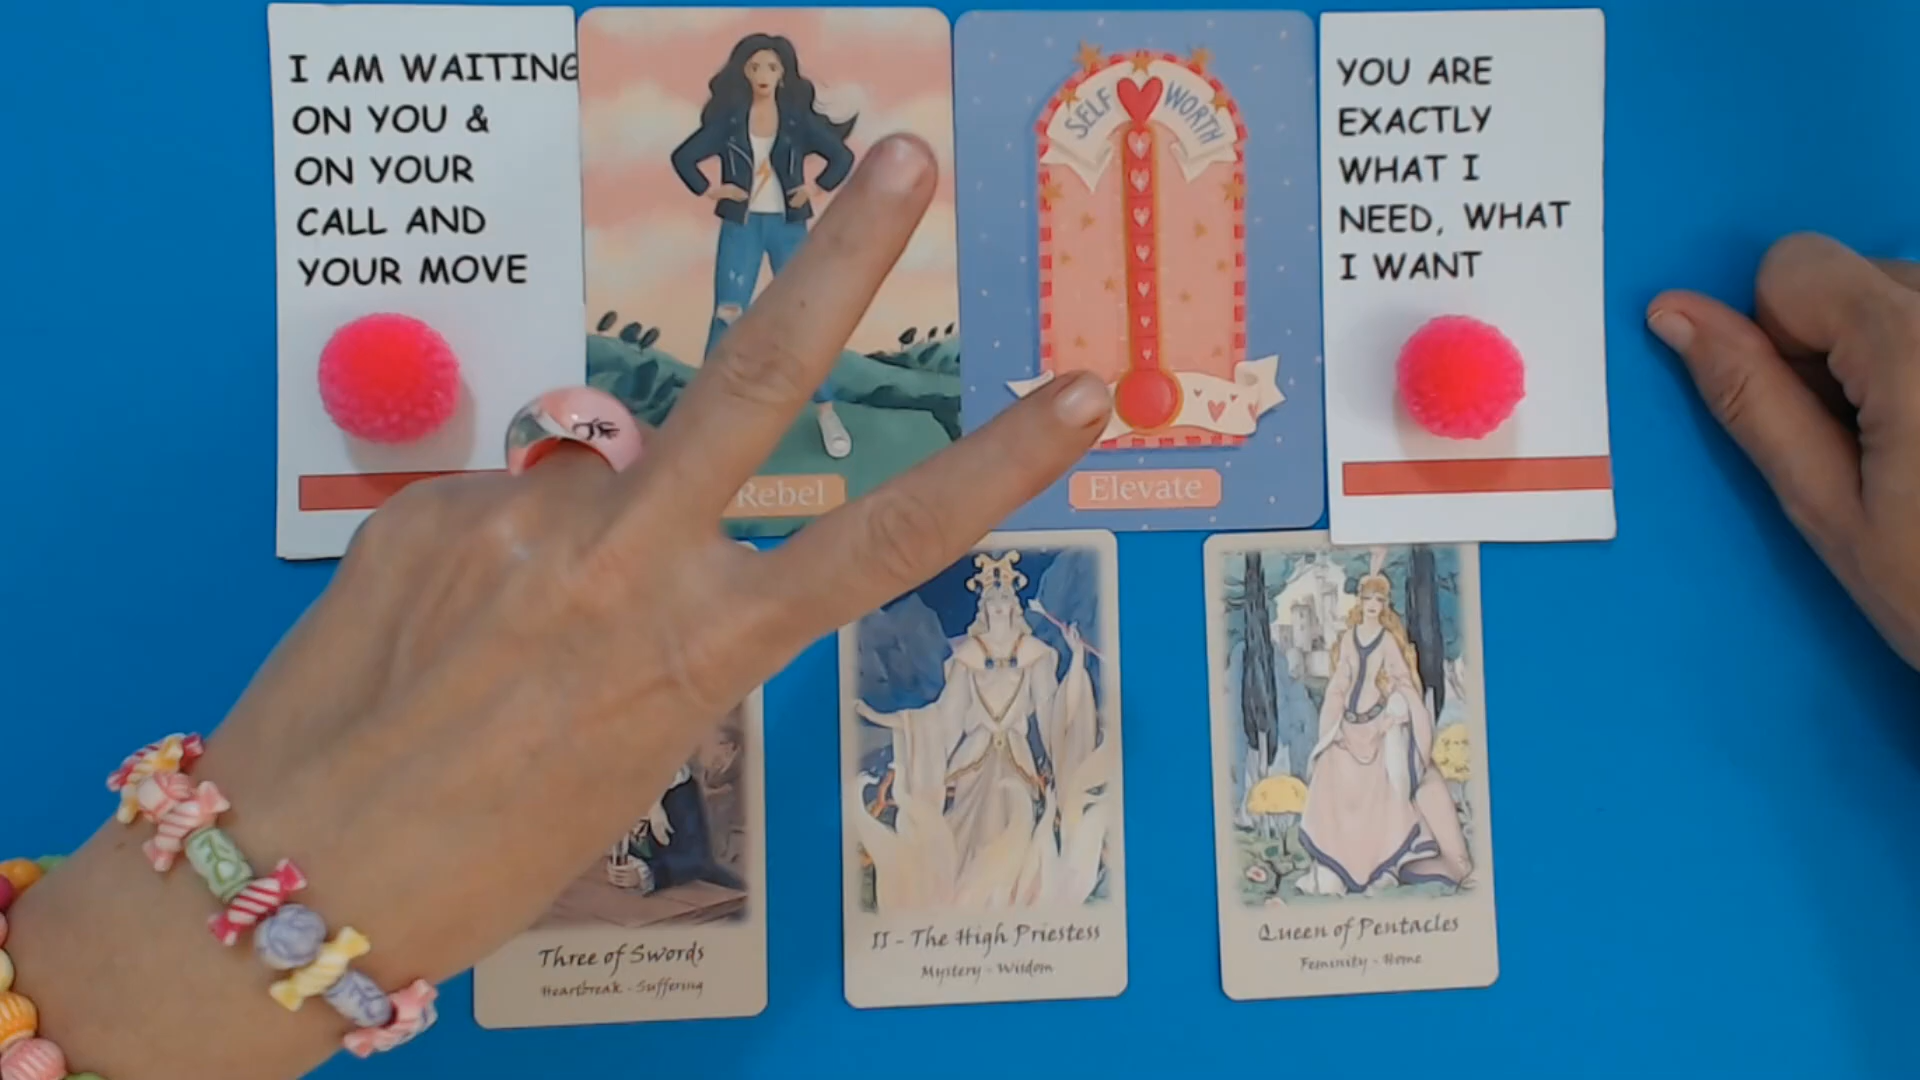 I AM WAITING
ON YOU &
ON YOUR
CALL AND
YOUR MOVE
Rebel
SELF WORTH
Elevate
YOU ARE
EXACTLY
WHAT I
NEED, WHAT
I WANT
Three of Swords
Heartbreak - Suffering
II - The High Priestess
Mystery - Wisdom
Queen of Pentacles
Feminity - Home